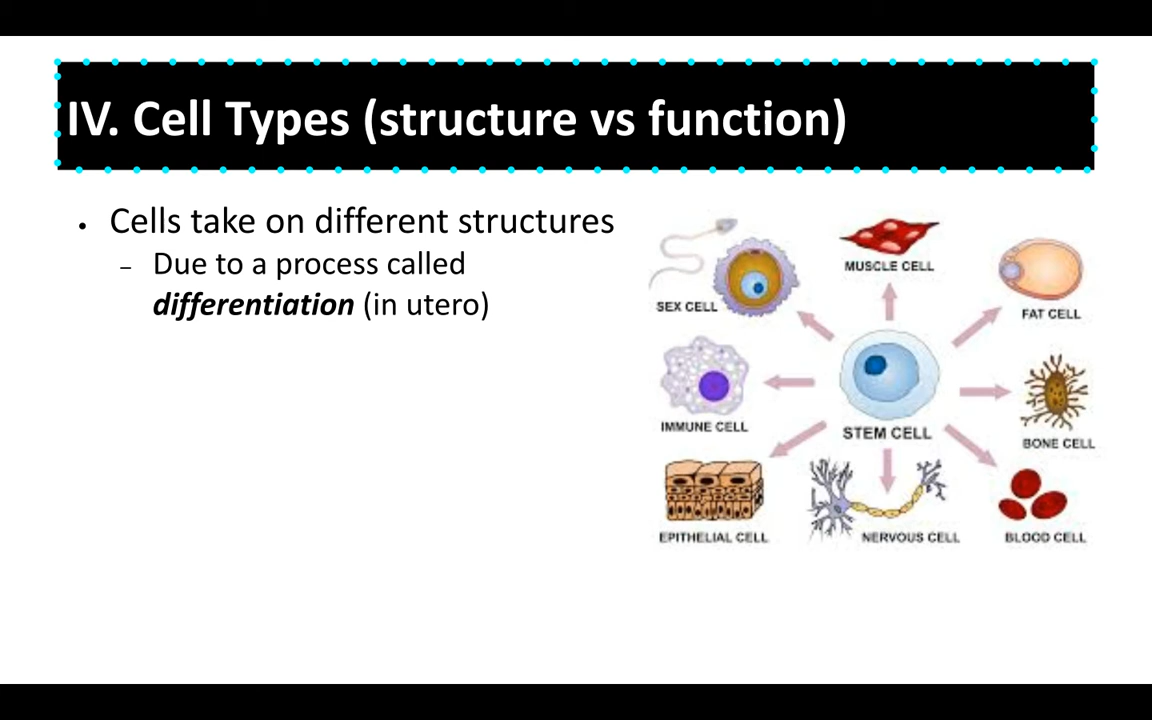 IV. Cell Types (structure vs function)
• Cells take on different structures
– Due to a process called
differentiation (in utero)
SEX CELL
MUSCLE CELL
FAT CELL
IMMUNE CELL
STEM CELL
BONE CELL
EPITHELIAL CELL
NERVOUS CELL
BLOOD CELL